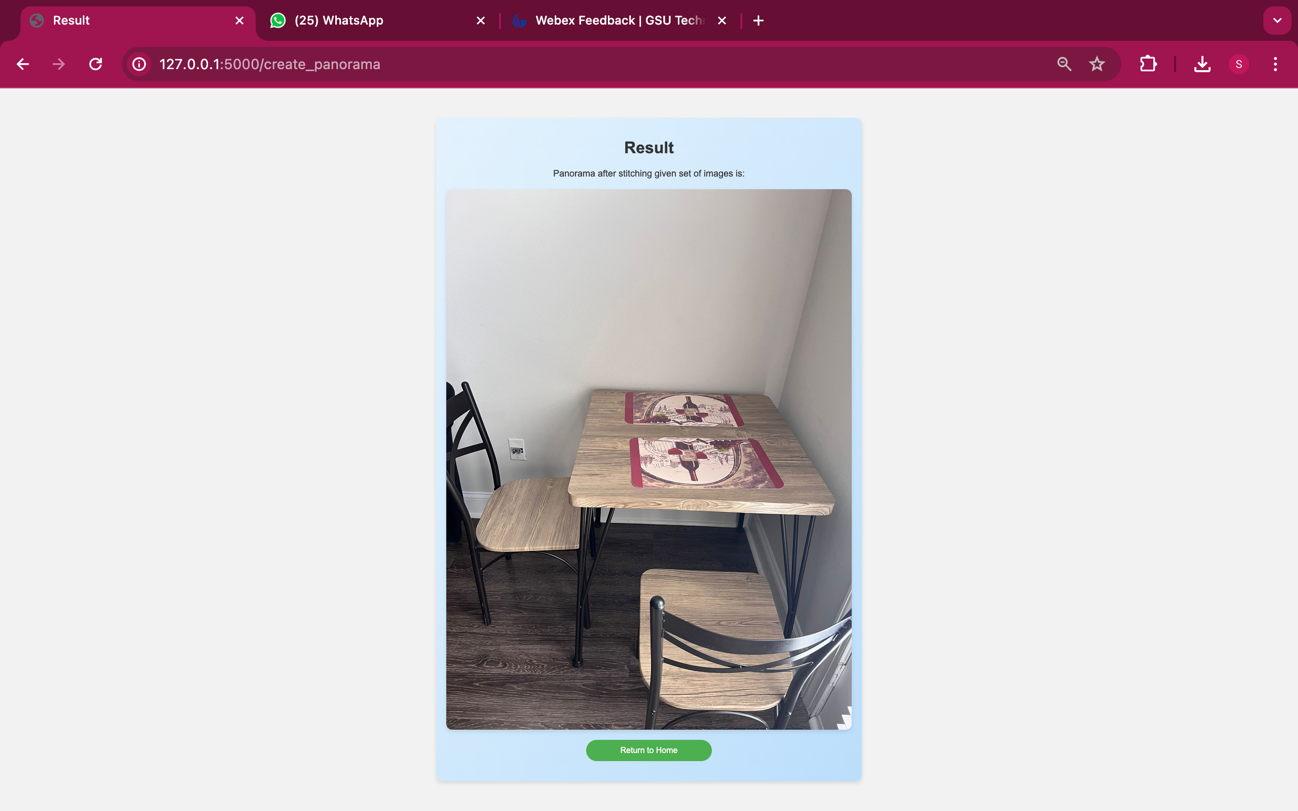 Result
(25) WhatsApp
Webex Feedback | GSU Tech
127.0.0.1:5000/create_panorama
S
Result
Panorama after stitching given set of images is:
Return to Home